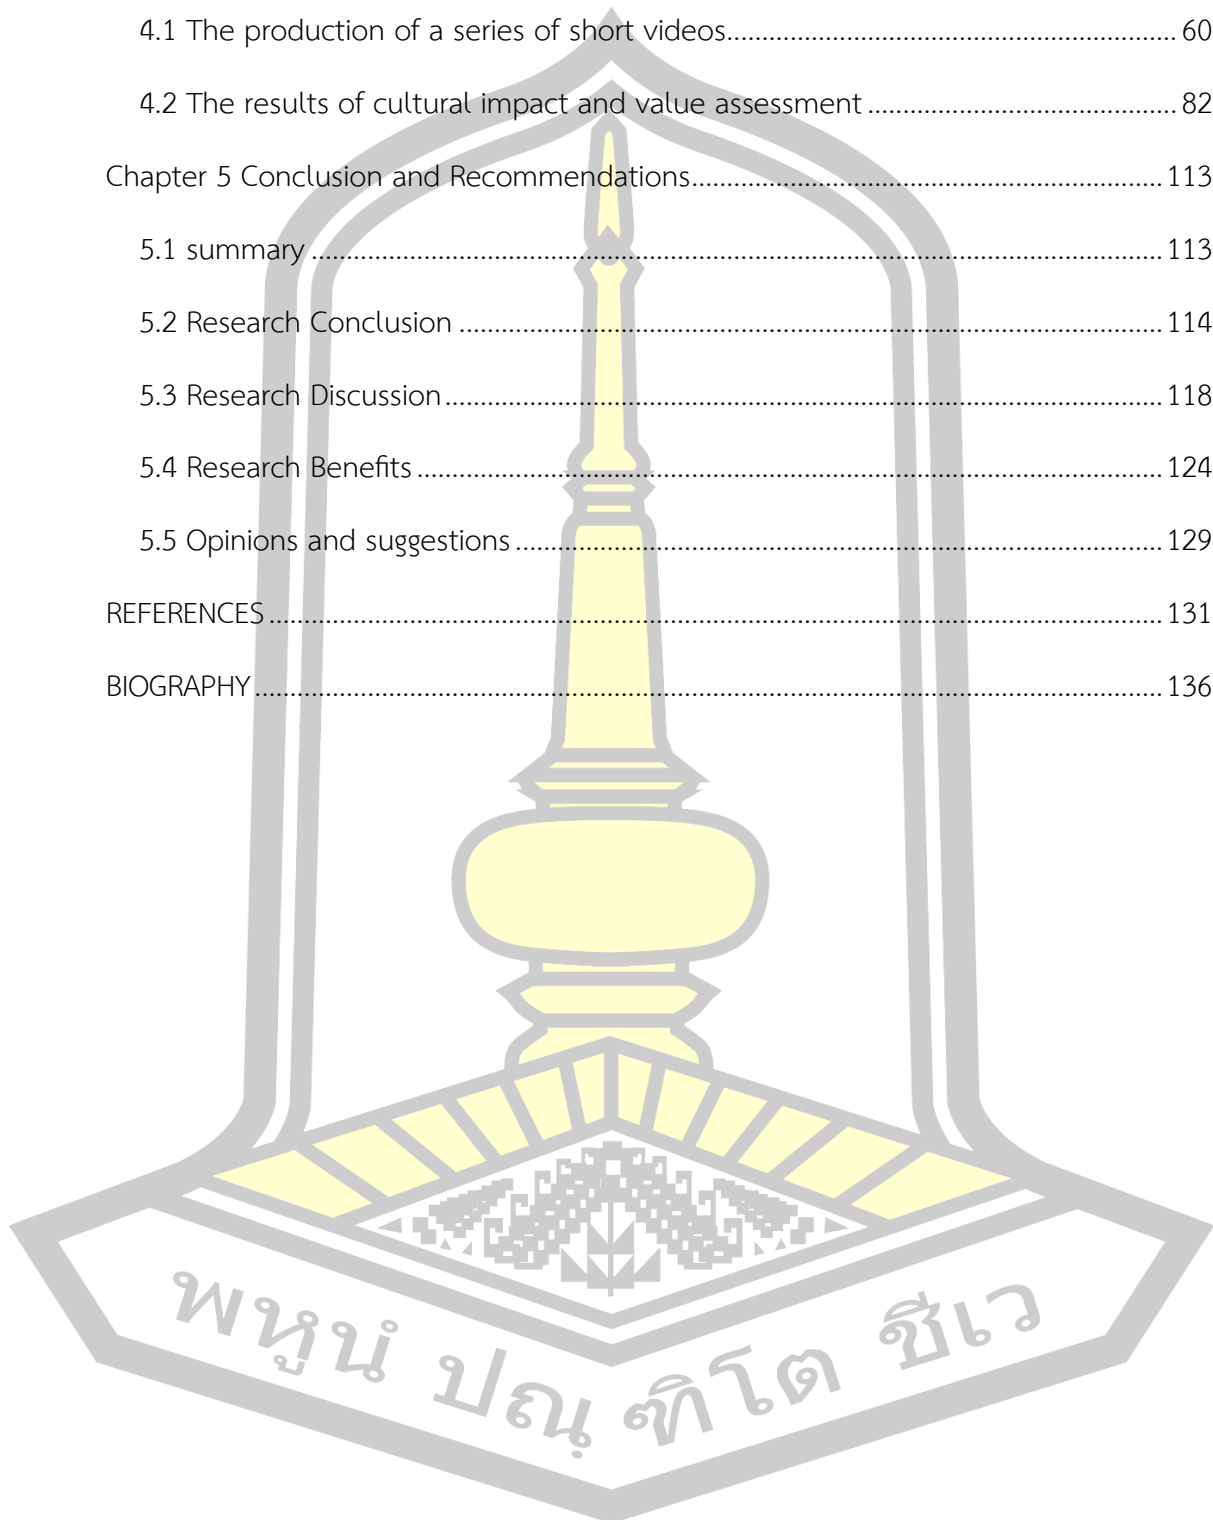 4.1 The production of a series of short videos.......................................................... 60
4.2 The results of cultural impact and value assessment ........................................ 82
Chapter 5 Conclusion and Recommendations............................................................. 113
5.1 summary ............................................................................................................. 113
5.2 Research Conclusion .......................................................................................... 114
5.3 Research Discussion............................................................................................ 118
5.4 Research Benefits ............................................................................................... 124
5.5 Opinions and suggestions ................................................................................... 129
REFERENCES ................................................................................................................. 131
BIOGRAPHY ................................................................................................................... 136
พหูนํ ปณฺฑิโต ชีเว